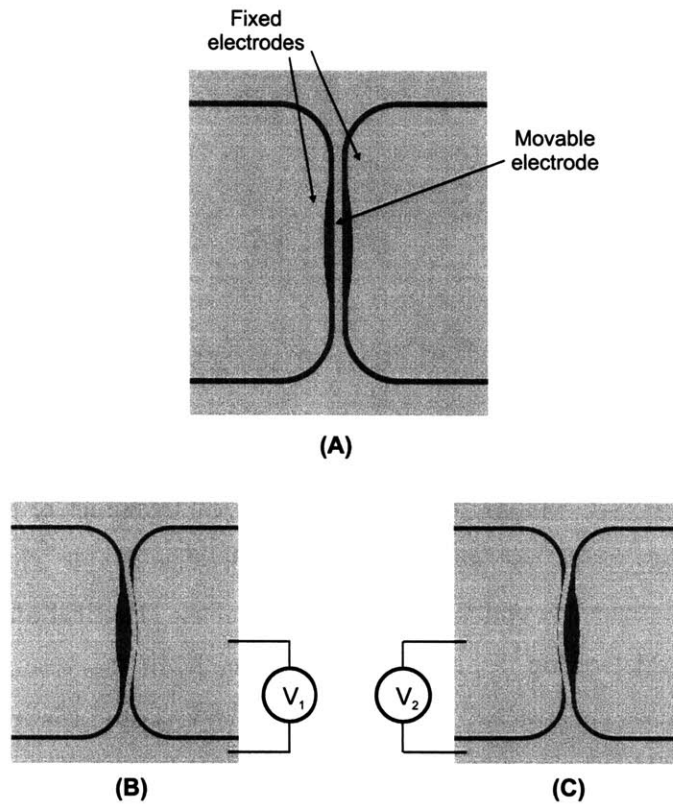 Fixed
electrodes
Movable
electrode
(A)
V₁
V₂
(B)
(C)